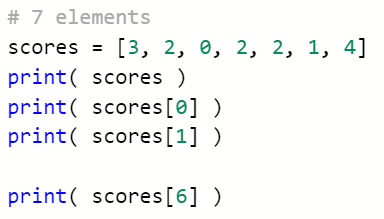 # 7 elements
scores = [3, 2, 0, 2, 2, 1, 4]
print( scores )
print( scores[0] )
print( scores[1] )
print( scores[6] )